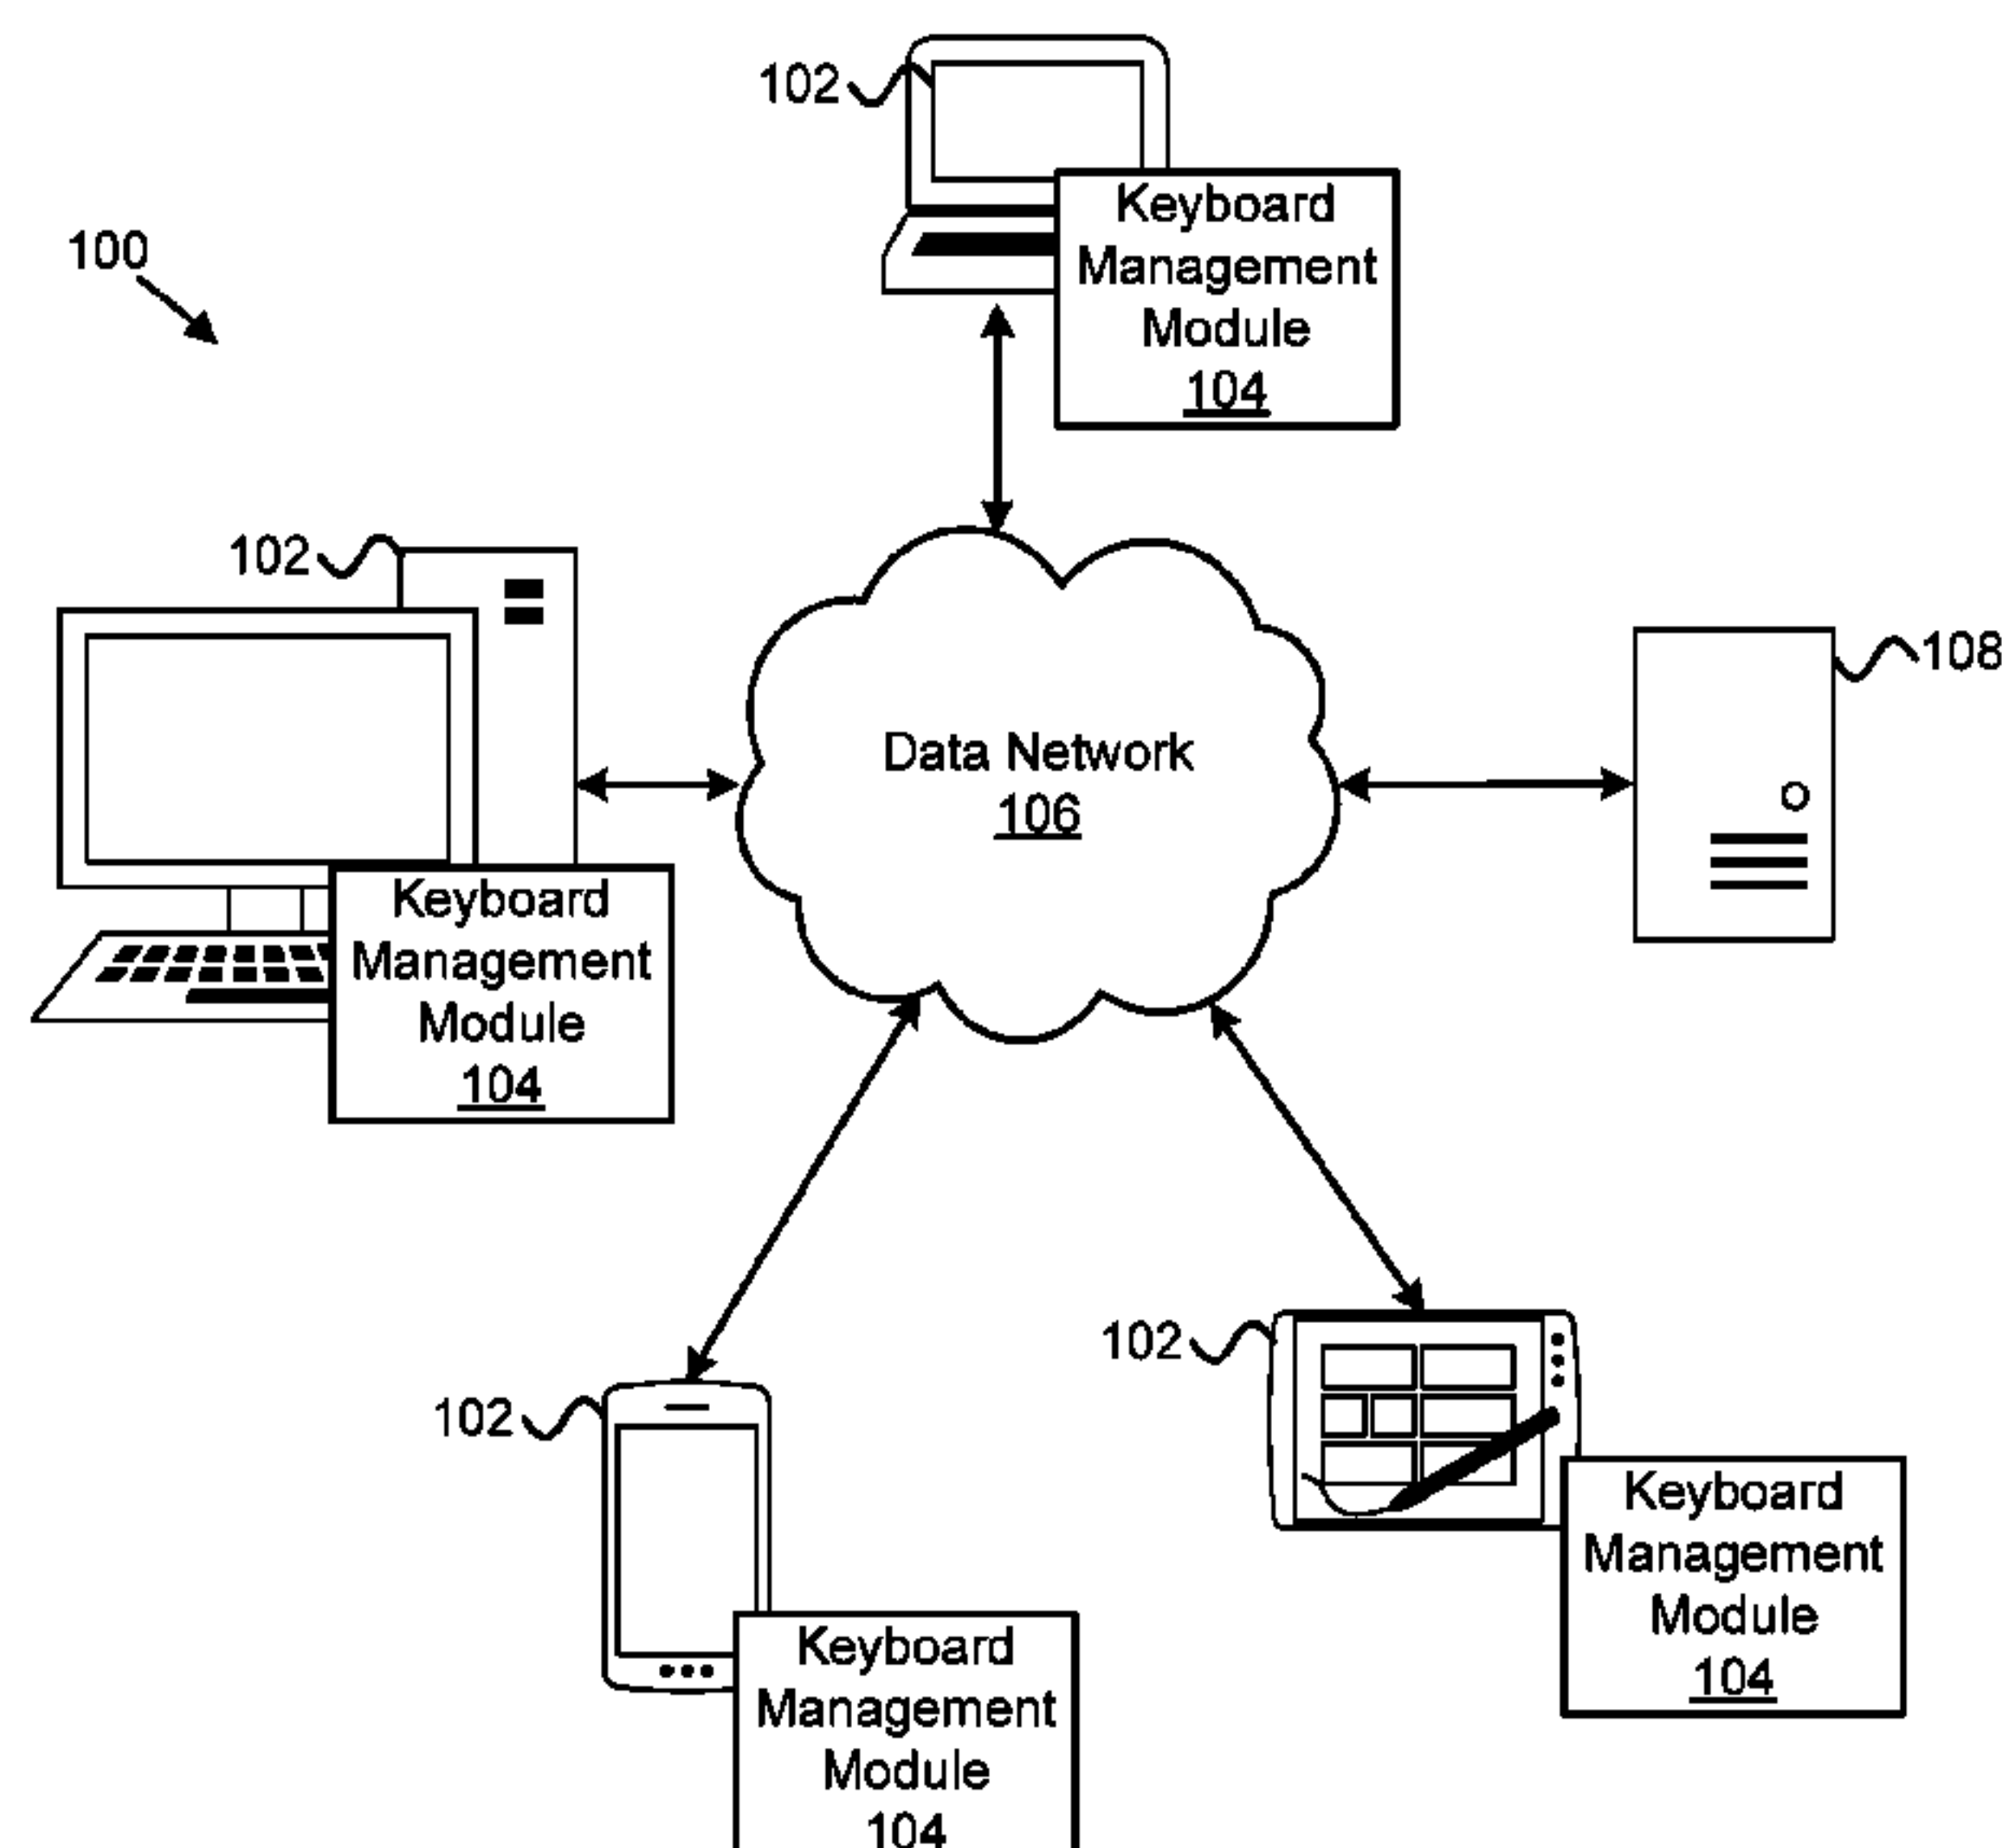 102
Keyboard
Management
Module
104
100
102
Data Network
106
108
Keyboard
Management
Module
104
102
Keyboard
Management
Module
104
102
Keyboard
Management
Module
104